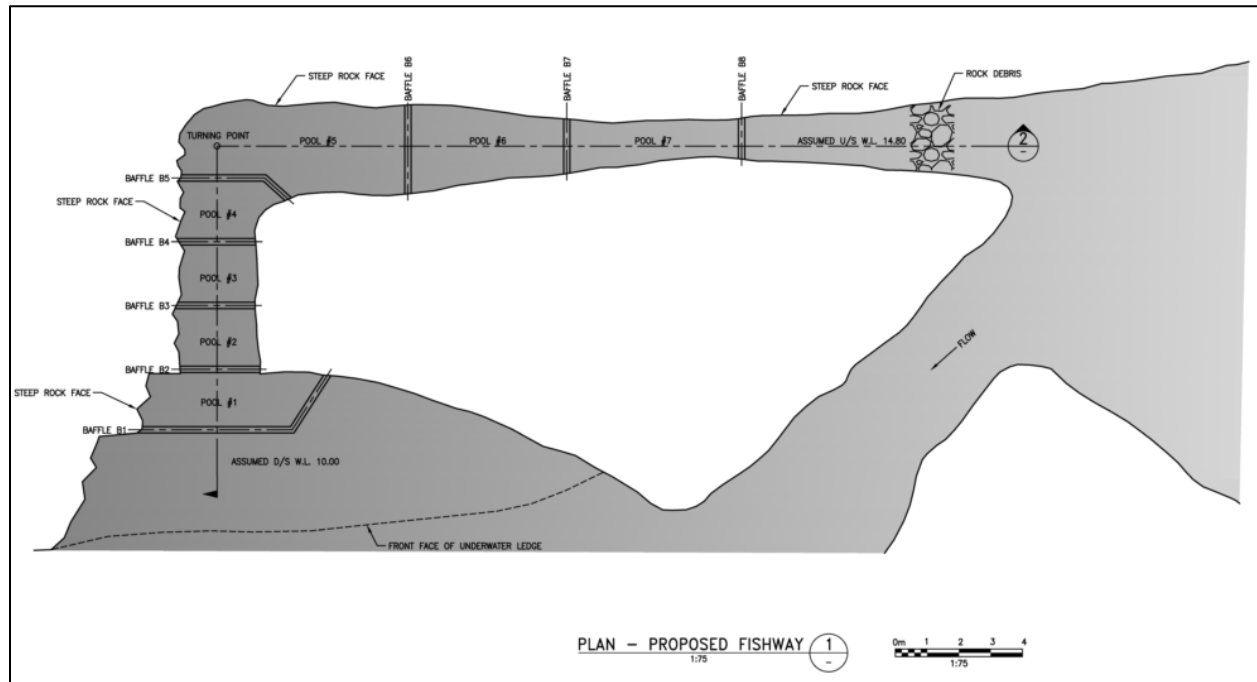 BAFFLE B6
BAFFLE B7
BAFFLE B8
STEEP ROCK FACE
STEEP ROCK FACE
ROCK DEBRIS
TURNING POINT
POOL #5
POOL #6
POOL #7
ASSUMED U/S W.L. 14.80
2
-
BAFFLE B5
STEEP ROCK FACE
POOL #4
BAFFLE B4
POOL #3
BAFFLE B3
POOL #2
BAFFLE B2
FLOW
STEEP ROCK FACE
POOL #1
BAFFLE B1
ASSUMED D/S W.L. 10.00
FRONT FACE OF UNDERWATER LEDGE
PLAN - PROPOSED FISHWAY
1:75
1
-
0m 1 2 3 4
1:75